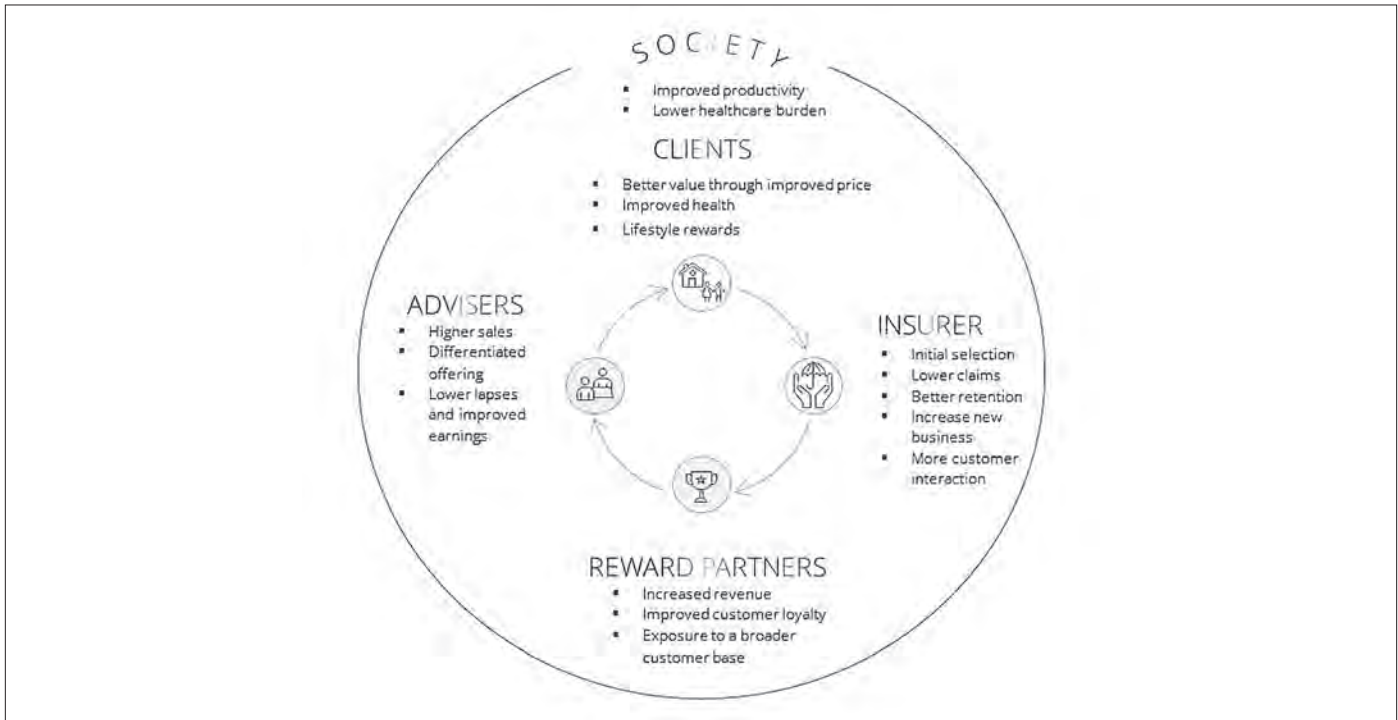 SOCIETY
▪ Improved productivity
▪ Lower healthcare burden
CLIENTS
▪ Better value through improved price
▪ Improved health
▪ Lifestyle rewards
ADVISERS
▪ Higher sales
▪ Differentiated
offering
▪ Lower lapses
and improved
earnings
INSURER
▪ Initial selection
▪ Lower claims
▪ Better retention
▪ Increase new
business
▪ More customer
interaction
REWARD PARTNERS
▪ Increased revenue
▪ Improved customer loyalty
▪ Exposure to a broader
customer base